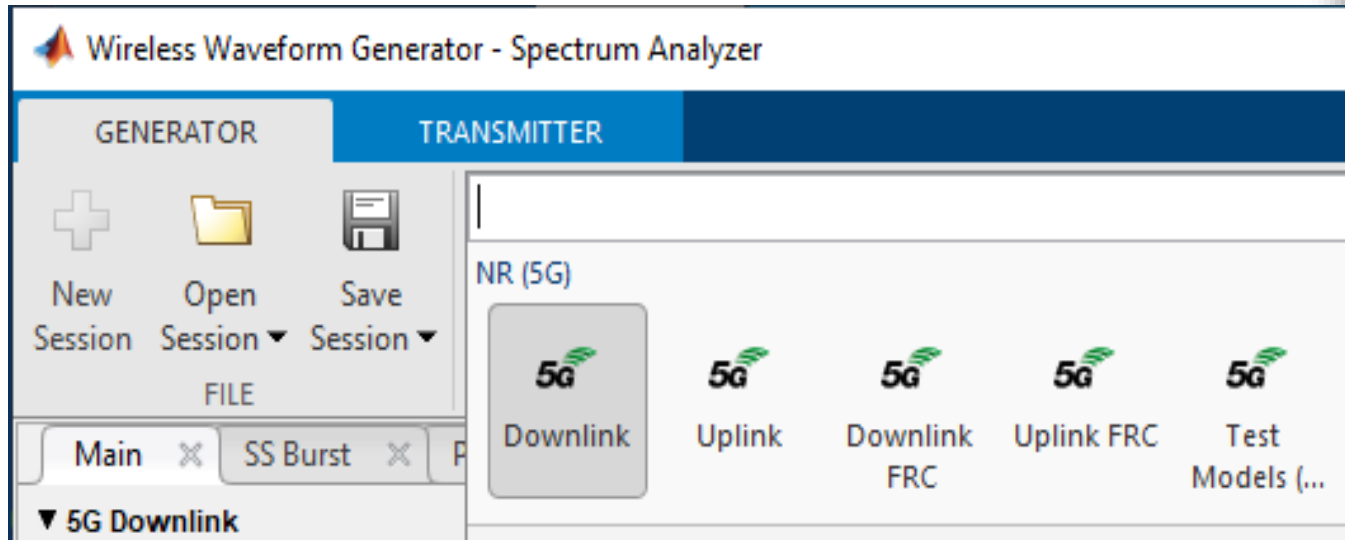 Wireless Waveform Generator - Spectrum Analyzer
GENERATOR
TRANSMITTER
New
Session
Open
Session
Save
Session
FILE
NR (5G)
5G
Downlink
5G
Uplink
5G
Downlink
FRC
5G
Uplink FRC
5G
Test
Models (...
Main
SS Burst
5G Downlink